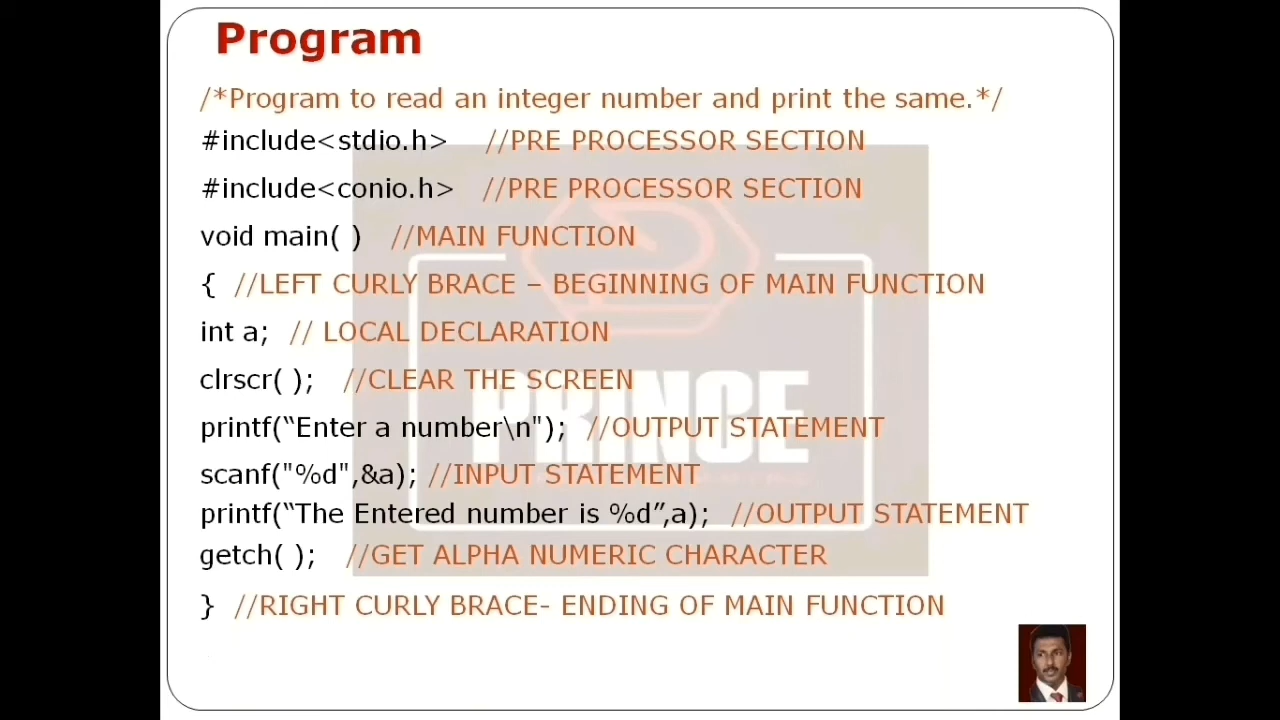 Program
/*Program to read an integer number and print the same.*/
#include<stdio.h> //PRE PROCESSOR SECTION
#include<conio.h> //PRE PROCESSOR SECTION
void main( ) //MAIN FUNCTION
{ //LEFT CURLY BRACE – BEGINNING OF MAIN FUNCTION
int a; // LOCAL DECLARATION
clrscr( ); //CLEAR THE SCREEN
printf(“Enter a number\n"); //OUTPUT STATEMENT
scanf("%d",&a); //INPUT STATEMENT
printf(“The Entered number is %d”,a); //OUTPUT STATEMENT
getch( ); //GET ALPHA NUMERIC CHARACTER
} //RIGHT CURLY BRACE- ENDING OF MAIN FUNCTION
PRINCE